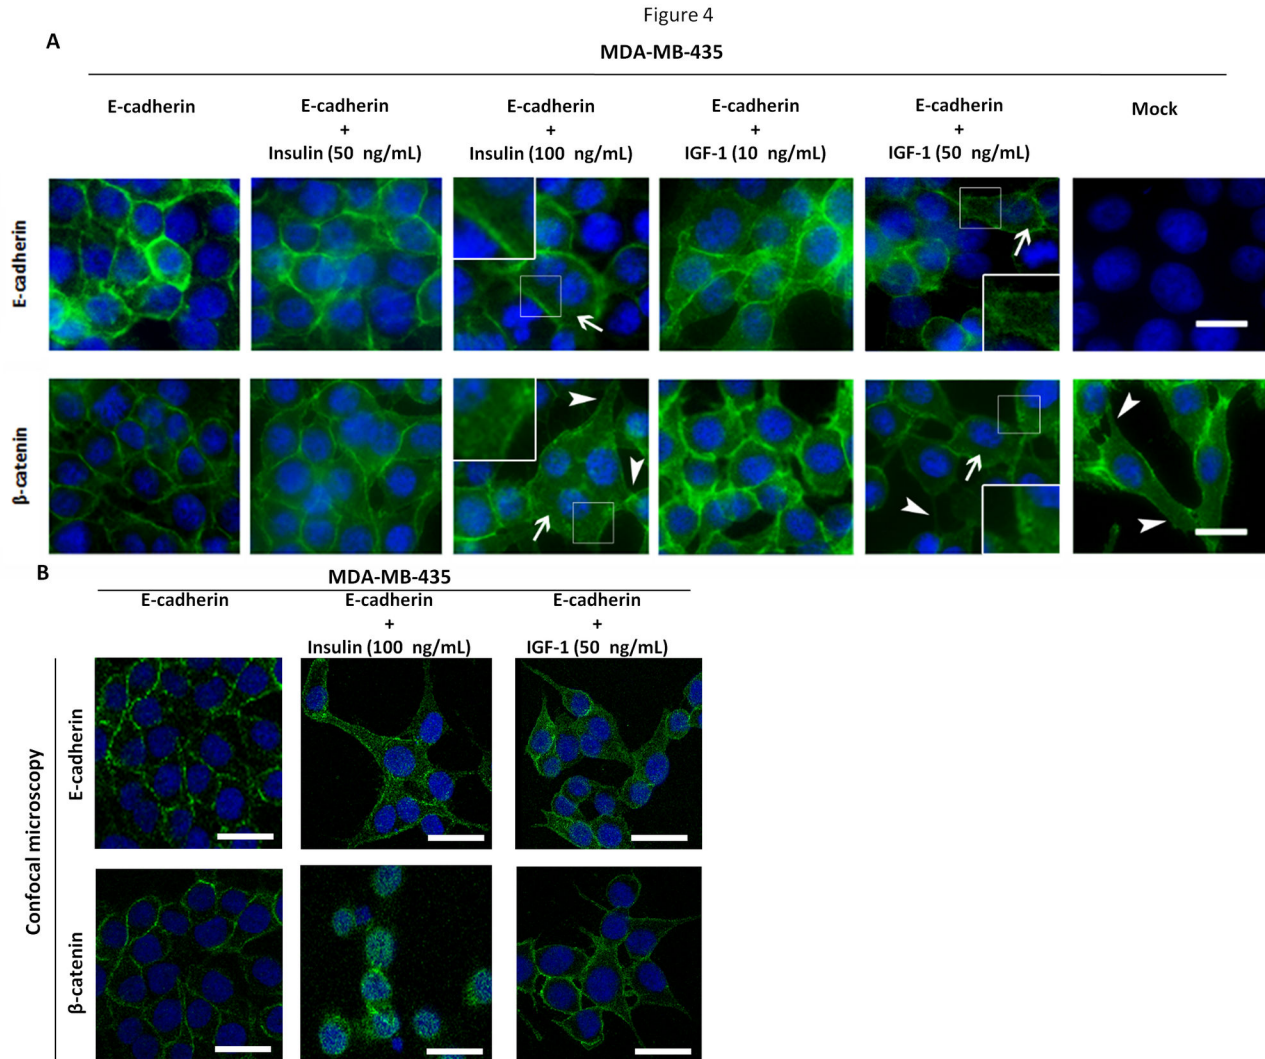 Figure 4
A
MDA-MB-435
E-cadherin
E-cadherin
+
Insulin (50 ng/mL)
E-cadherin
+
Insulin (100 ng/mL)
E-cadherin
+
IGF-1 (10 ng/mL)
E-cadherin
+
IGF-1 (50 ng/mL)
Mock
E-cadherin
β-catenin
B
MDA-MB-435
E-cadherin
E-cadherin
+
Insulin (100 ng/mL)
E-cadherin
+
IGF-1 (50 ng/mL)
Confocal microscopy
E-cadherin
β-catenin